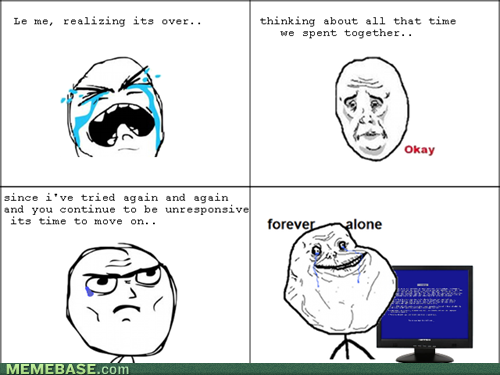 Le me, realizing its over..
thinking about all that time
we spent together..
Okay
since i've tried again and again
and you continue to be unresponsive
its time to move on..
forever alone
MEMEBASE.com